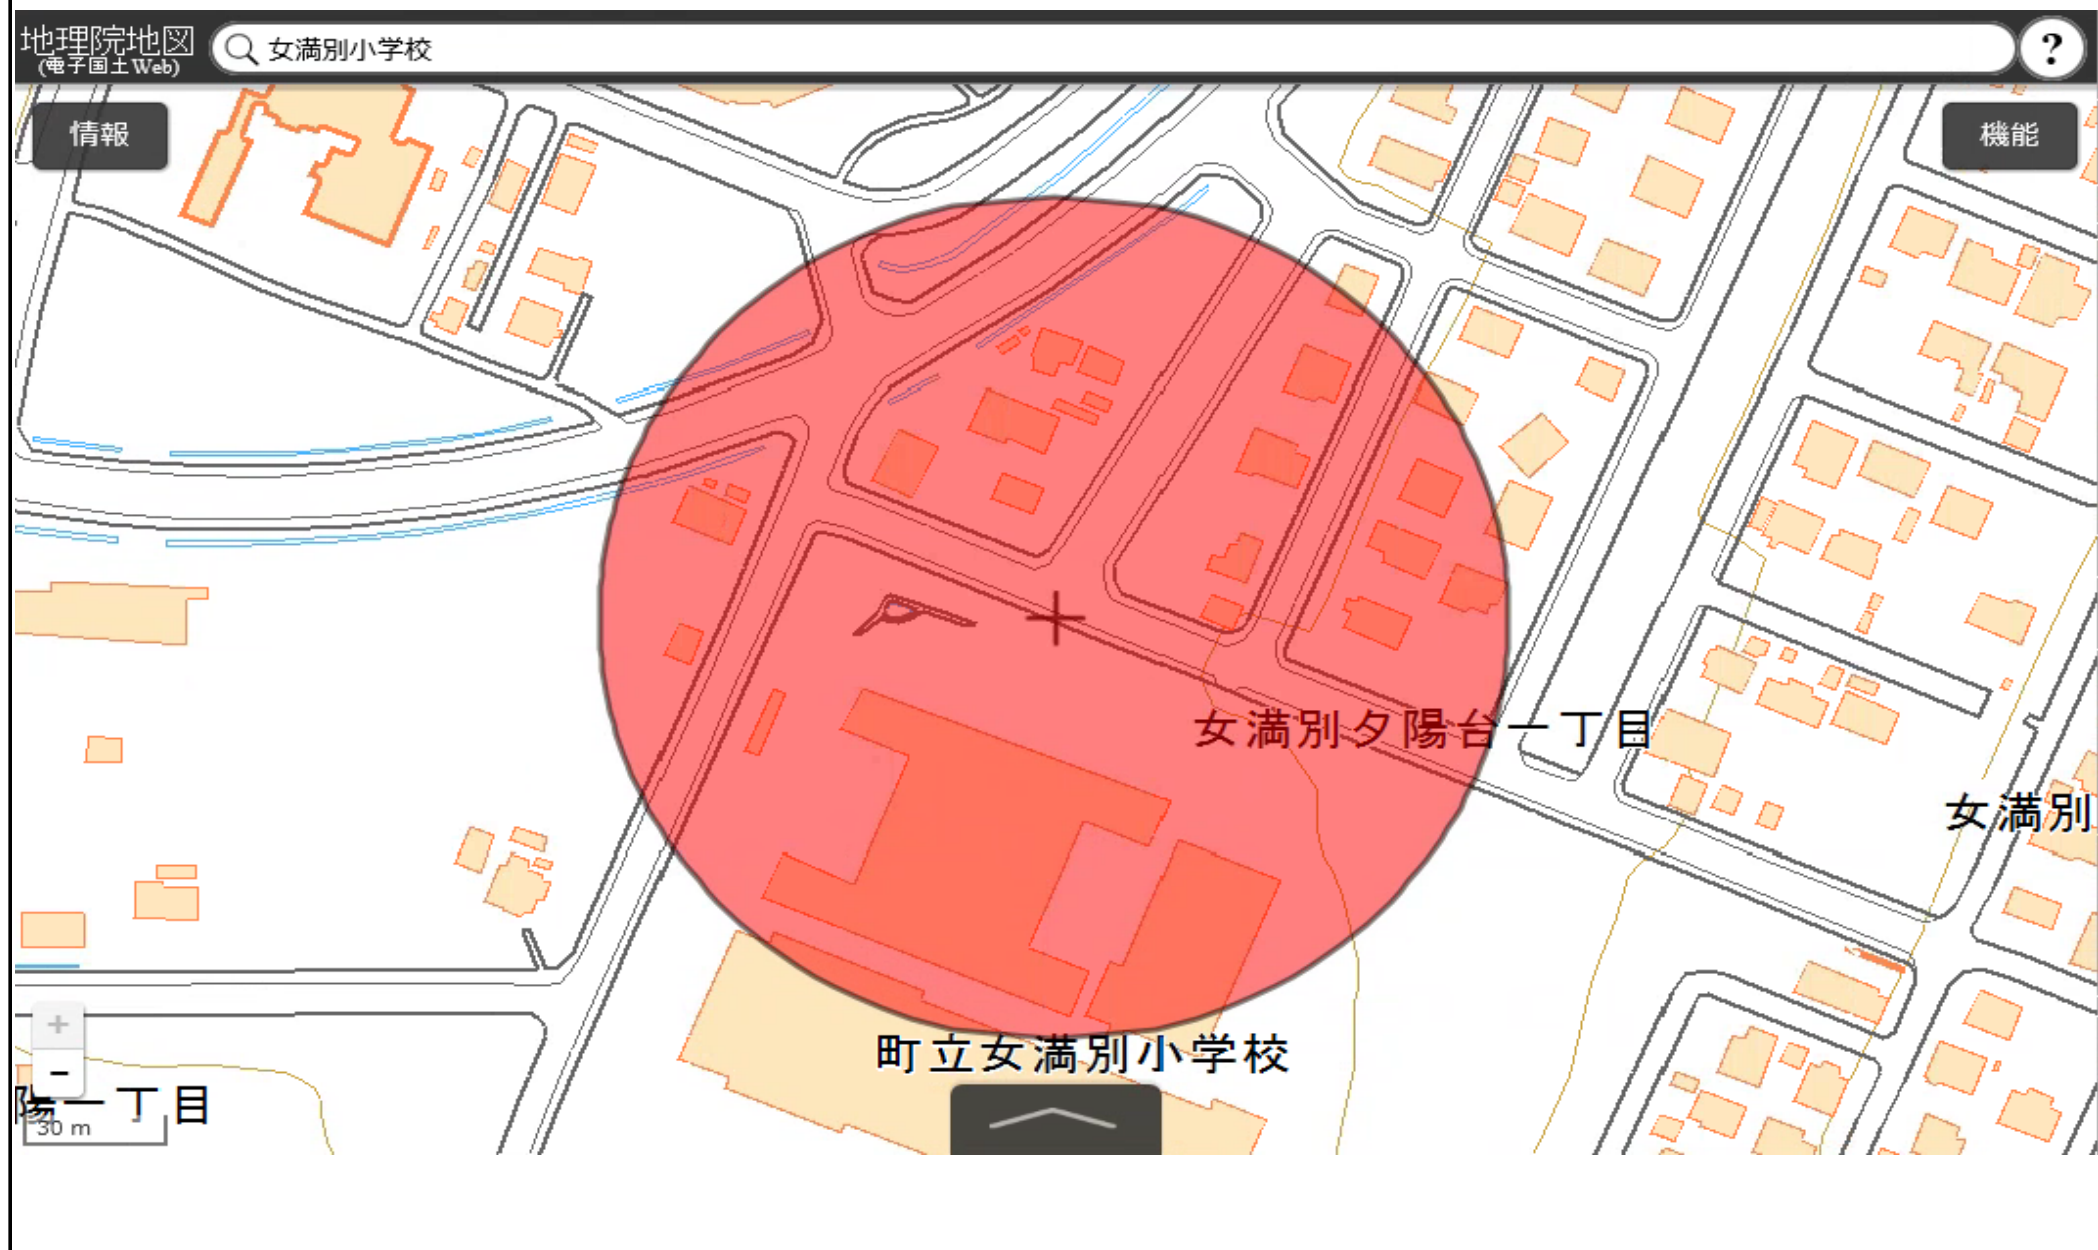 地理院地図
(電子国土Web)
女満別小学校
?
情報
機能
女満別夕陽台一丁目
女満別
町立女満別小学校
+
-
陽一丁目
30 m